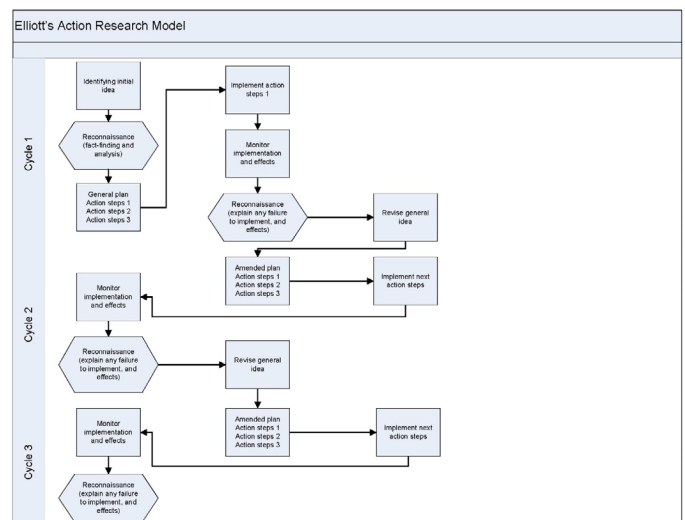 Elliott's Action Research Model
Cycle 1
Identifying initial
idea
Reconnaissance
(fact-finding and
analysis)
General plan
Action steps 1
Action steps 2
Action steps 3
Implement action
steps 1
Monitor
implementation
and effects
Reconnaissance
(explain any failure
to implement, and
effects)
Revise general
idea
Amended plan
Action steps 1
Action steps 2
Action steps 3
Implement next
action steps
Cycle 2
Monitor
implementation
and effects
Reconnaissance
(explain any failure
to implement, and
effects)
Revise general
idea
Amended plan
Action steps 1
Action steps 2
Action steps 3
Implement next
action steps
Cycle 3
Monitor
implementation
and effects
Reconnaissance
(explain any failure
to implement, and
effects)